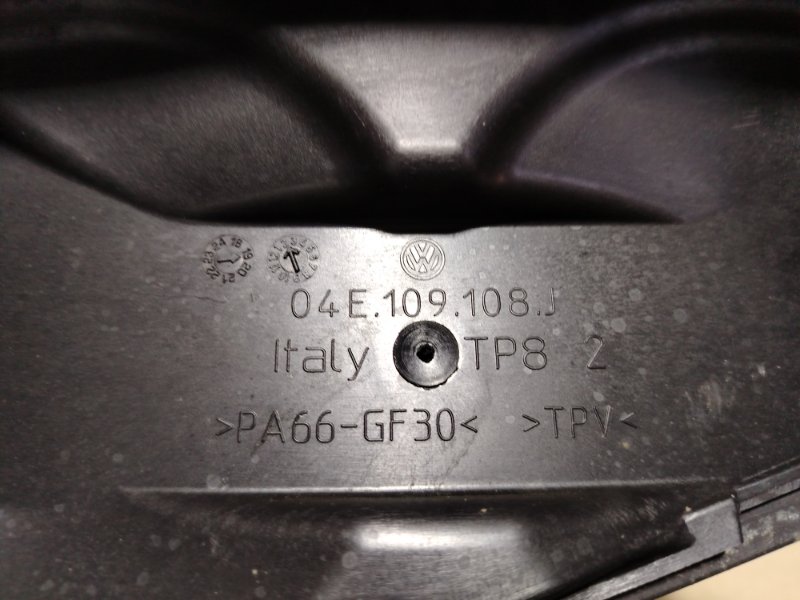 04E.109.108.J
Italy TP8 2
>PA66-GF30< >TPV<